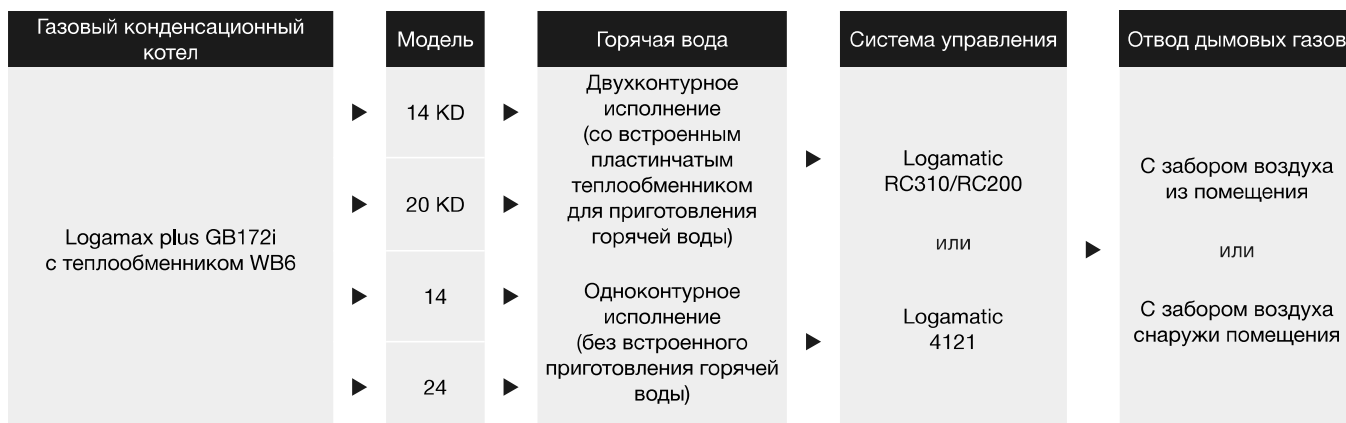 Газовый конденсационный
котел
Модель
Горячая вода
Система управления
Отвод дымовых газов
Logamax plus GB172i
с теплообменником WB6
14 KD
20 KD
14
24
Двухконтурное
исполнение
(со встроенным
пластинчатым
теплообменником
для приготовления
горячей воды)
Одноконтурное
исполнение
(без встроенного
приготовления горячей
воды)
Logamatic
RC310/RC200
или
Logamatic
4121
С забором воздуха
из помещения
или
С забором воздуха
снаружи помещения